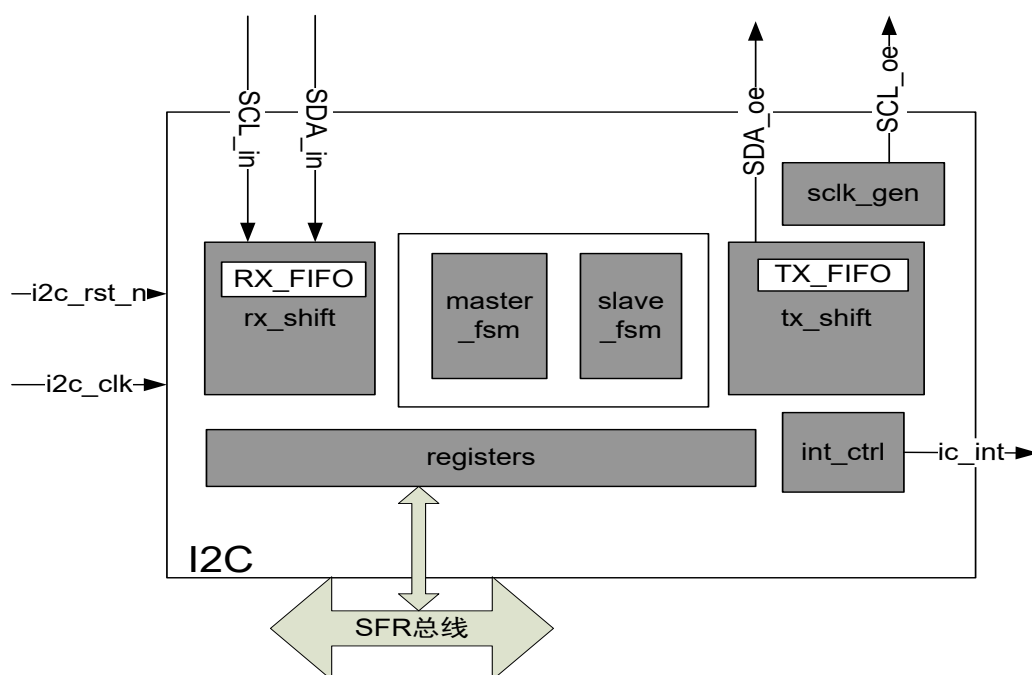 SCL_in
SDA_in
SDA_oe
SCL_oe
sclk_gen
RX_FIFO
rx_shift
master
_fsm
slave
_fsm
TX_FIFO
tx_shift
i2c_rst_n
i2c_clk
registers
int_ctrl
ic_int
I2C
SFR总线